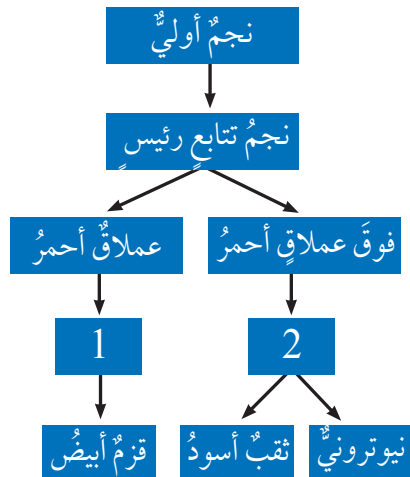 نجمٌ أوليٌّ
نجمُ تتابعٍ رئيسٍ
فوقَ عملاقٍ أحمرُ
عملاقٌ أحمرُ
2
1
نيوترونيٌّ
ثقبٌ أسودُ
قزمٌ أبيضُ